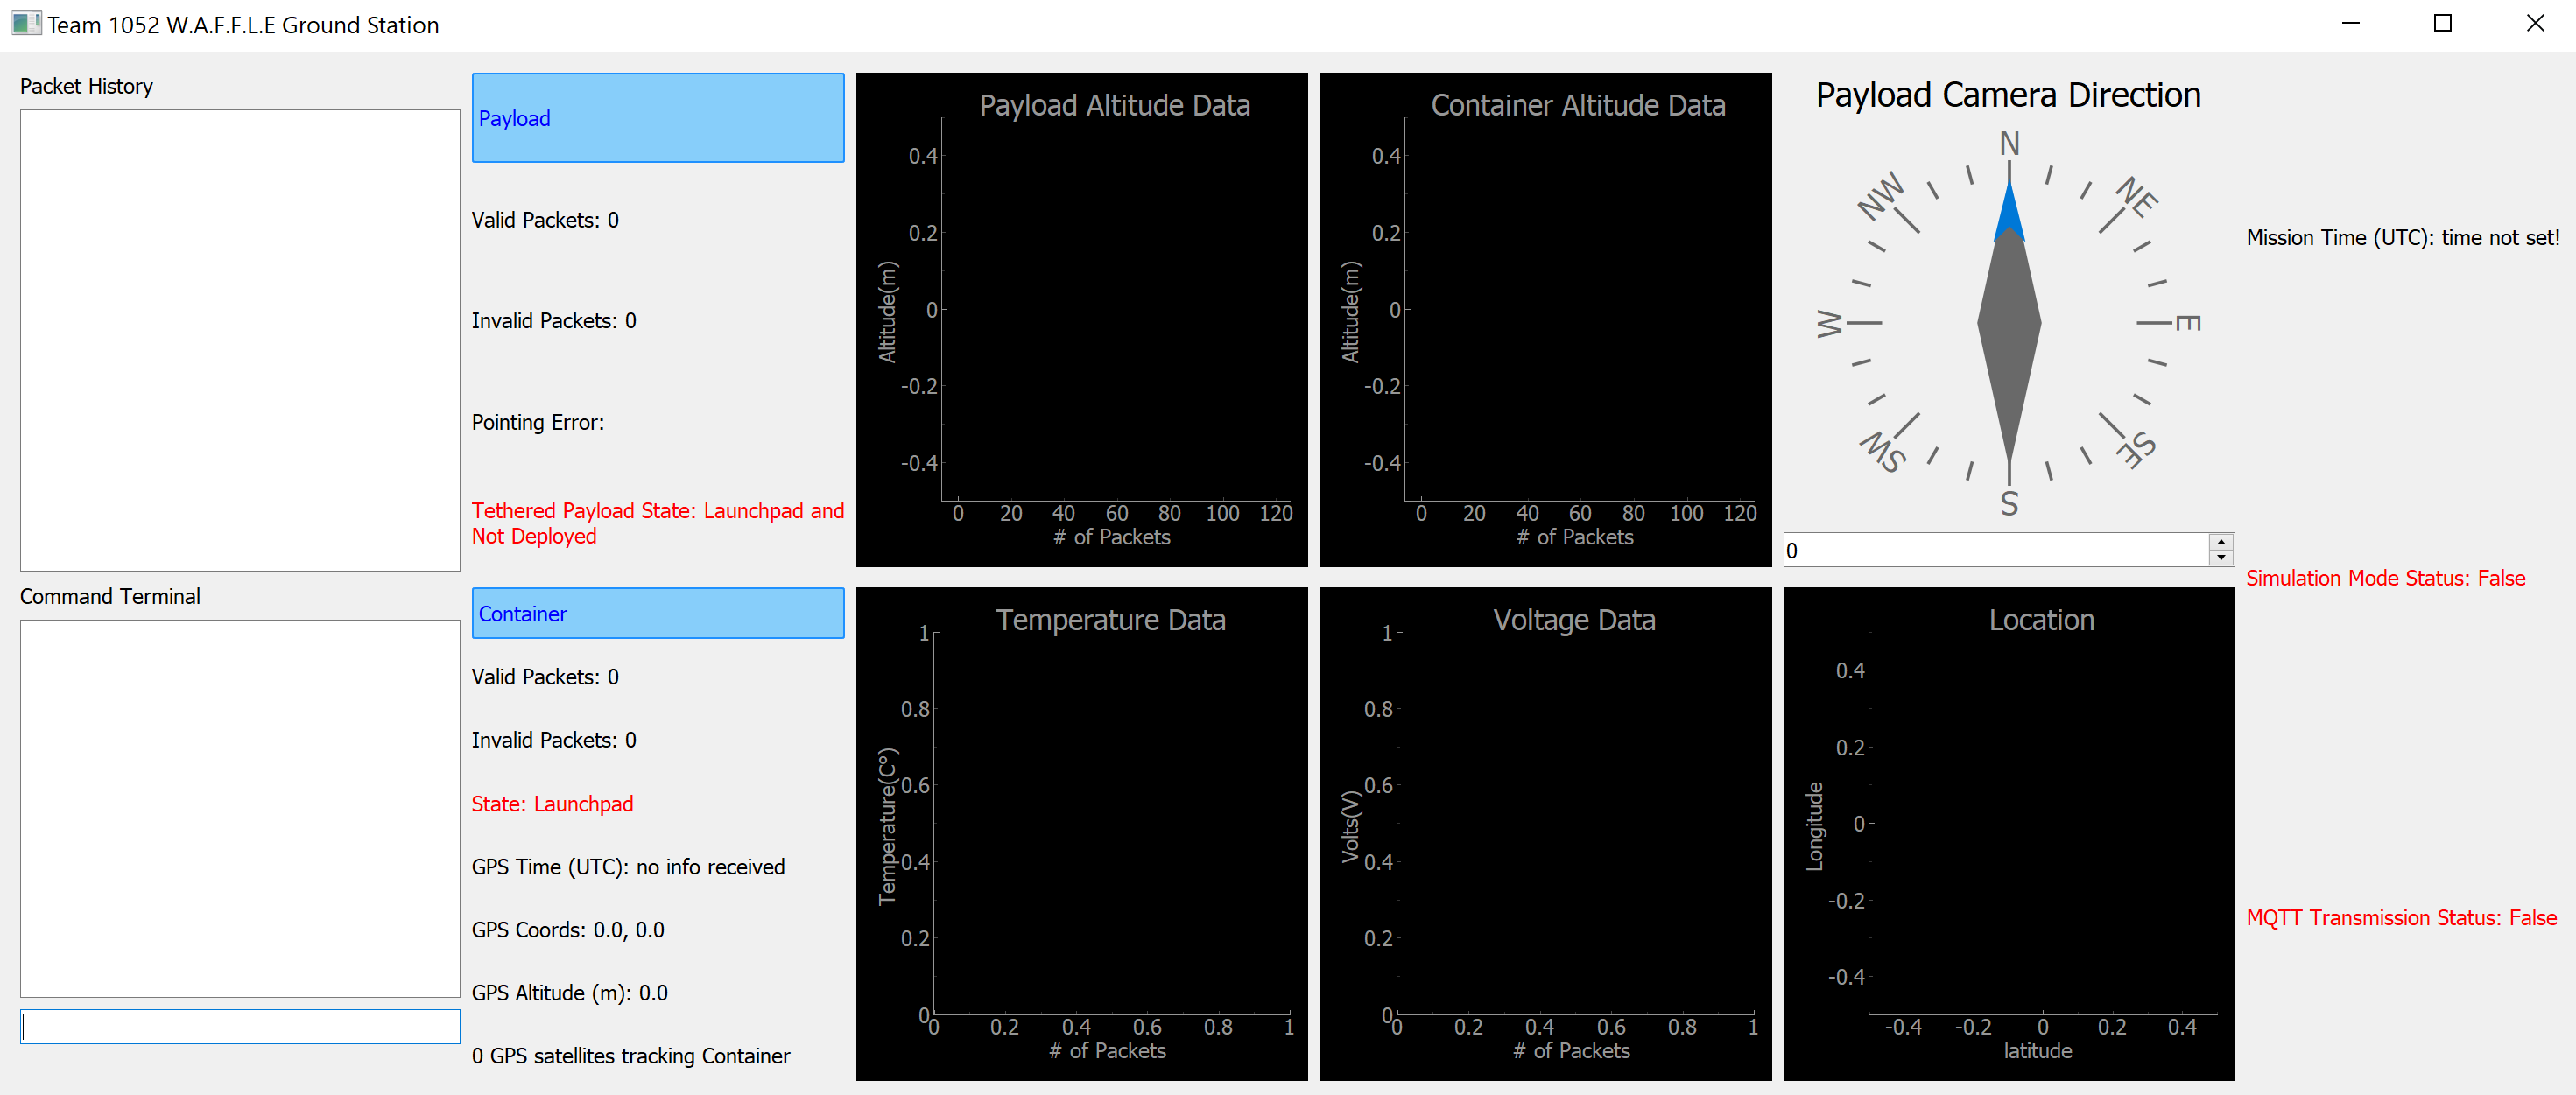 Team 1052 W.A.F.F.L.E Ground Station
Packet History
Command Terminal
Payload
Valid Packets: 0
Invalid Packets: 0
Pointing Error:
Tethered Payload State: Launchpad and
Not Deployed
Container
Valid Packets: 0
Invalid Packets: 0
State: Launchpad
GPS Time (UTC): no info received
GPS Coords: 0.0, 0.0
GPS Altitude (m): 0.0
0 GPS satellites tracking Container
Payload Altitude Data
Altitude(m)
0.4
0.2
0
-0.2
-0.4
0 20 40 60 80 100 120
# of Packets
Container Altitude Data
Altitude(m)
0.4
0.2
0
-0.2
-0.4
0 20 40 60 80 100 120
# of Packets
Payload Camera Direction
N
NE
E
SE
S
SW
W
NW
0
Temperature Data
Temperature(C°)
1
0.8
0.6
0.4
0.2
0
0 0.2 0.4 0.6 0.8 1
# of Packets
Voltage Data
Volts(V)
1
0.8
0.6
0.4
0.2
0
0 0.2 0.4 0.6 0.8 1
# of Packets
Location
Longitude
0.4
0.2
0
-0.2
-0.4
-0.4 -0.2 0 0.2 0.4
latitude
Mission Time (UTC): time not set!
Simulation Mode Status: False
MQTT Transmission Status: False